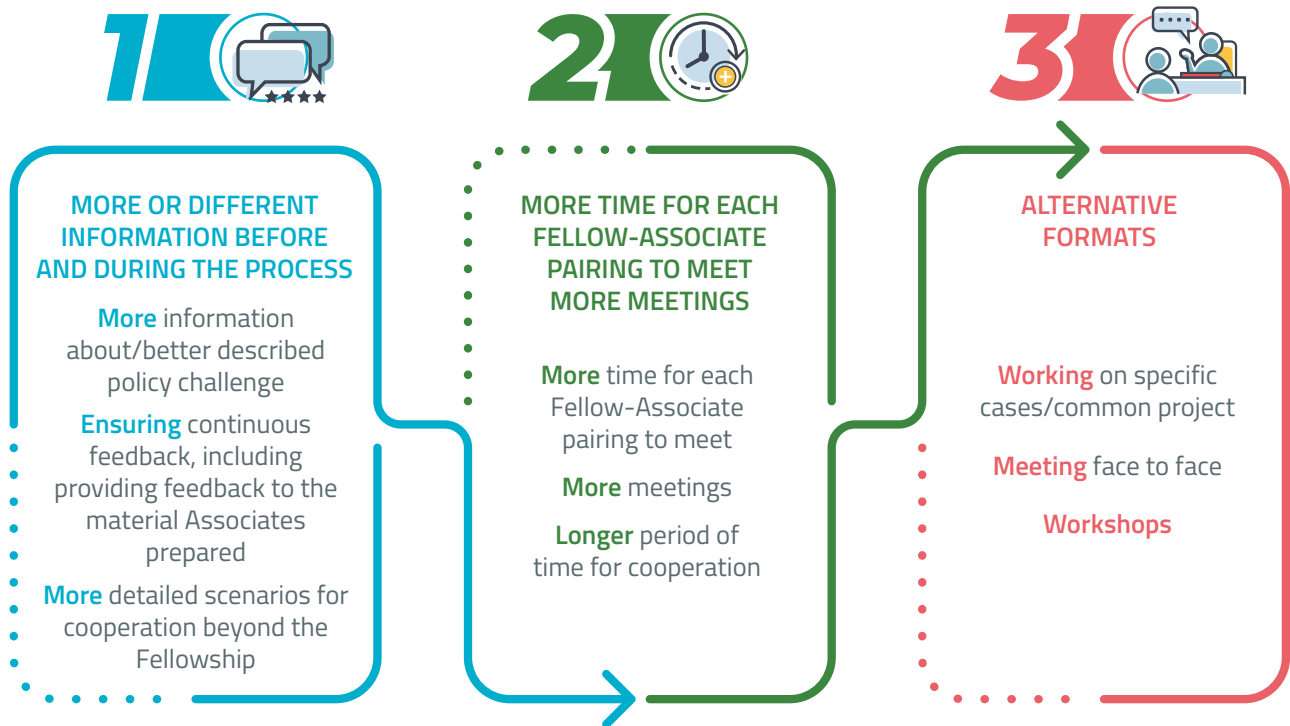 1
MORE OR DIFFERENT
INFORMATION BEFORE
AND DURING THE PROCESS
More information
about/better described
policy challenge
Ensuring continuous
feedback, including
providing feedback to the
material Associates
prepared
More detailed scenarios for
cooperation beyond the
Fellowship
2
MORE TIME FOR EACH
FELLOW-ASSOCIATE
PAIRING TO MEET
MORE MEETINGS
More time for each
Fellow-Associate
pairing to meet
More meetings
Longer period of
time for cooperation
3
ALTERNATIVE
FORMATS
Working on specific
cases/common project
Meeting face to face
Workshops